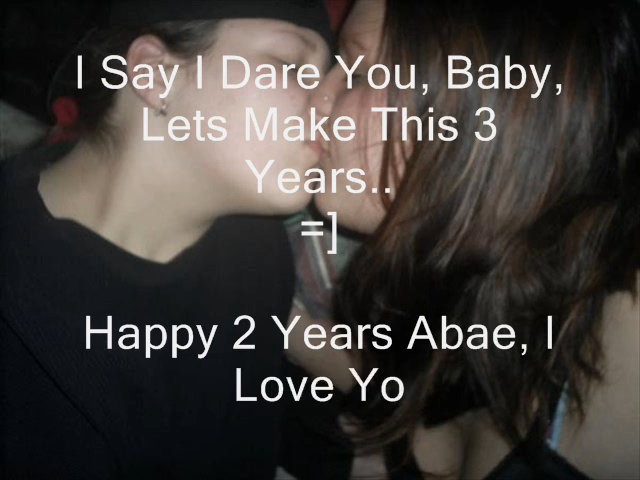 I Say I Dare You, Baby,
Lets Make This 3
Years..
=]
Happy 2 Years Abae, I
Love Yo